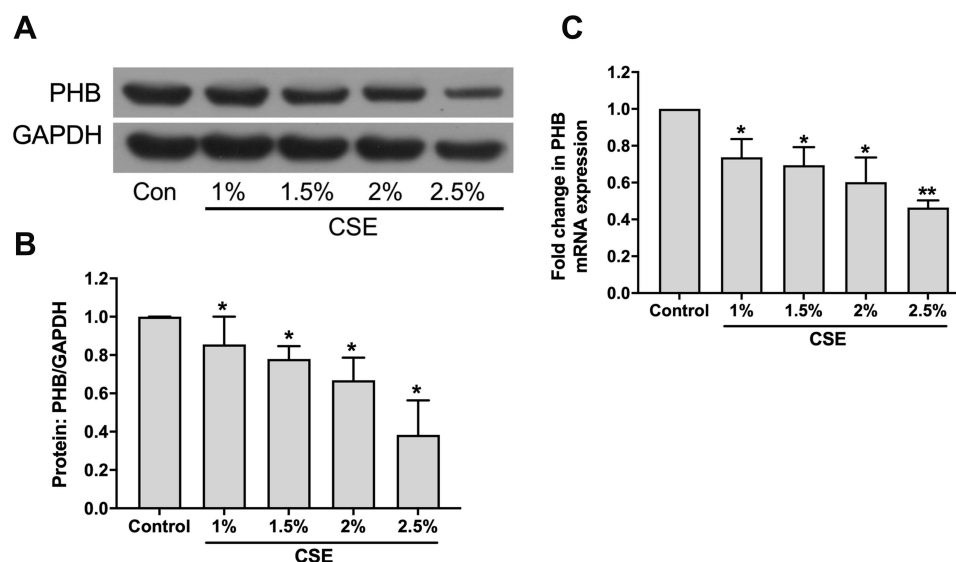 A
PHB
GAPDH
Con 1% 1.5% 2% 2.5%
CSE
B
Protein: PHB/GAPDH
1.2
1.0
0.8
0.6
0.4
0.2
0.0
* * * *
Control 1% 1.5% 2% 2.5%
CSE
C
Fold change in PHB
mRNA expression
1.2
1.0
0.8
0.6
0.4
0.2
0.0
* * * **
Control 1% 1.5% 2% 2.5%
CSE